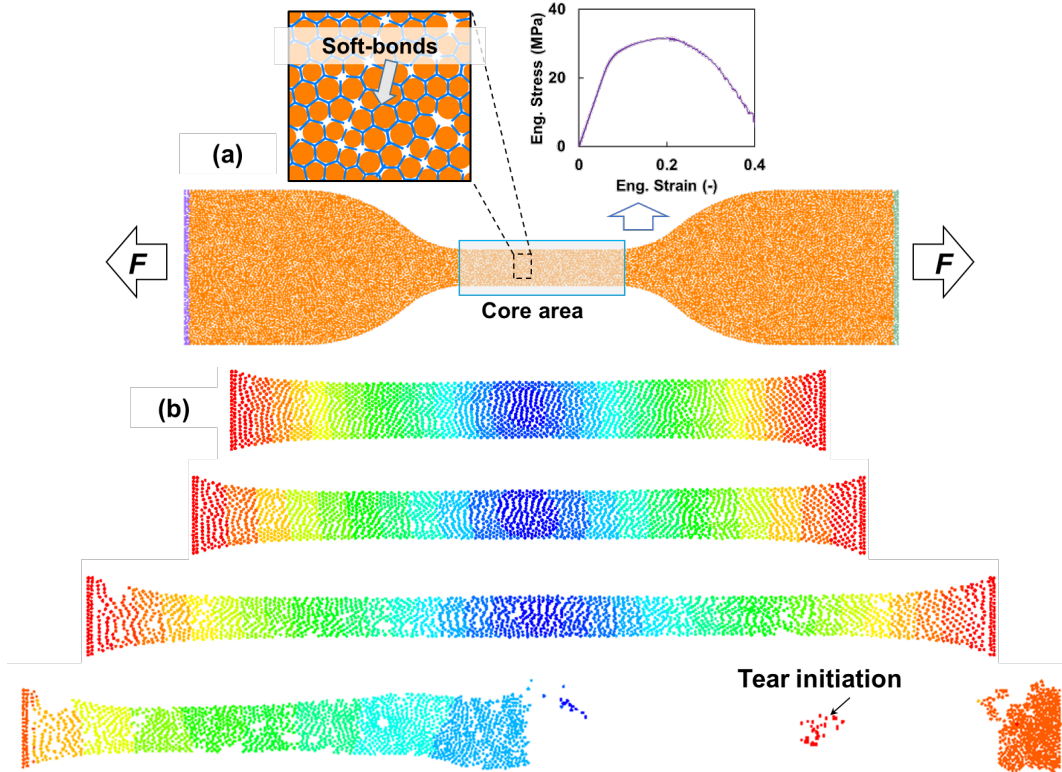 Soft-bonds
(a)
40
20
0
0
0.2
0.4
Eng. Stress (MPa)
Eng. Strain (-)
F
F
Core area
(b)
Tear initiation